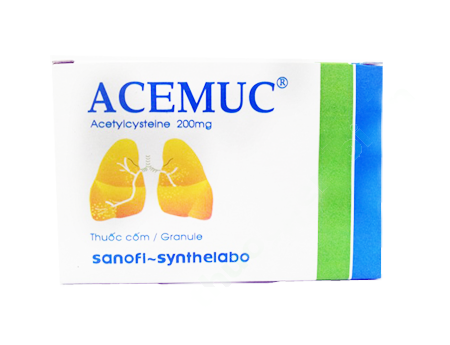 ACEMUC®
Acetylcysteine 200mg
Thuốc cốm / Granule
sanofi~synthelabo